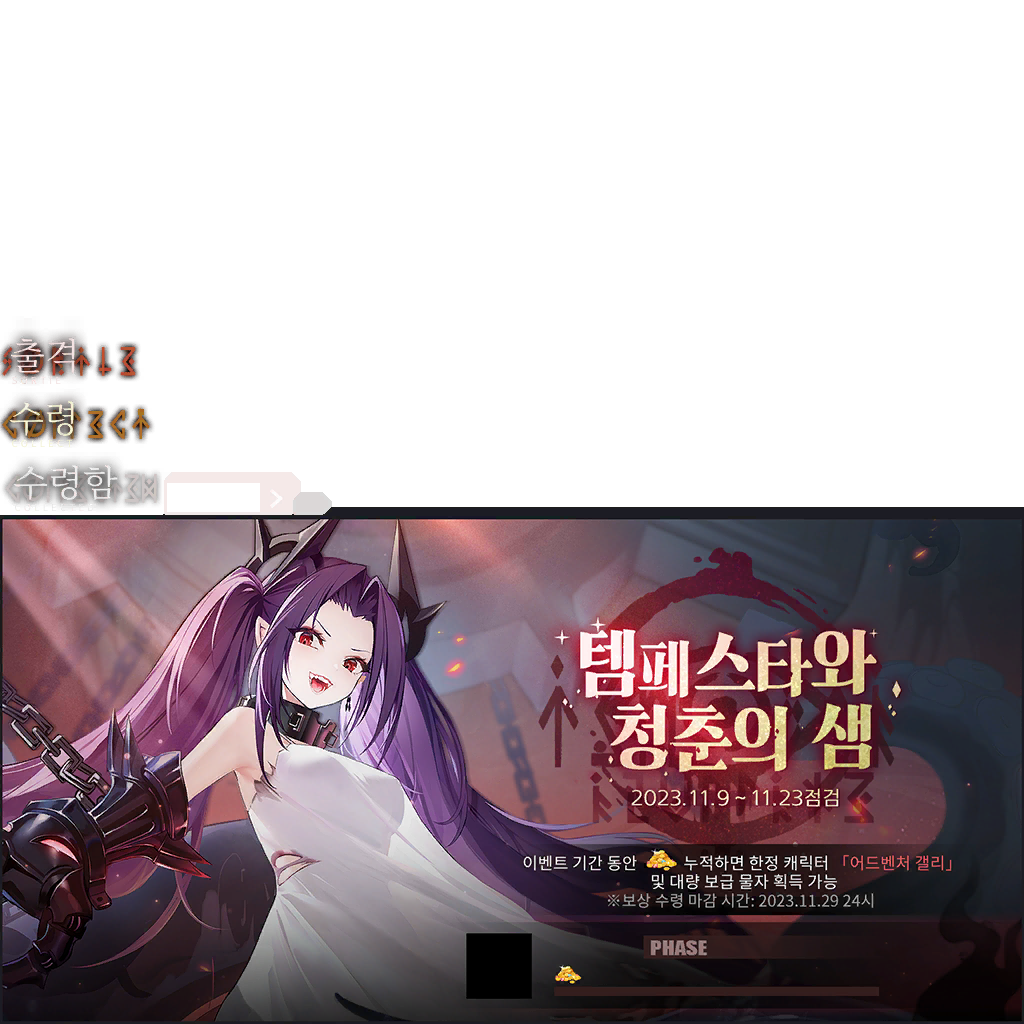 출격
수령
수령함
템페스타와
청춘의 샘
2023.11.9 ~ 11.23점검
이벤트 기간 동안 누적하면 한정 캐릭터 「어드벤처 갤리」
및 대량 보급 물자 획득 가능
※보상 수령 마감 시간: 2023.11.29 24시
PHASE